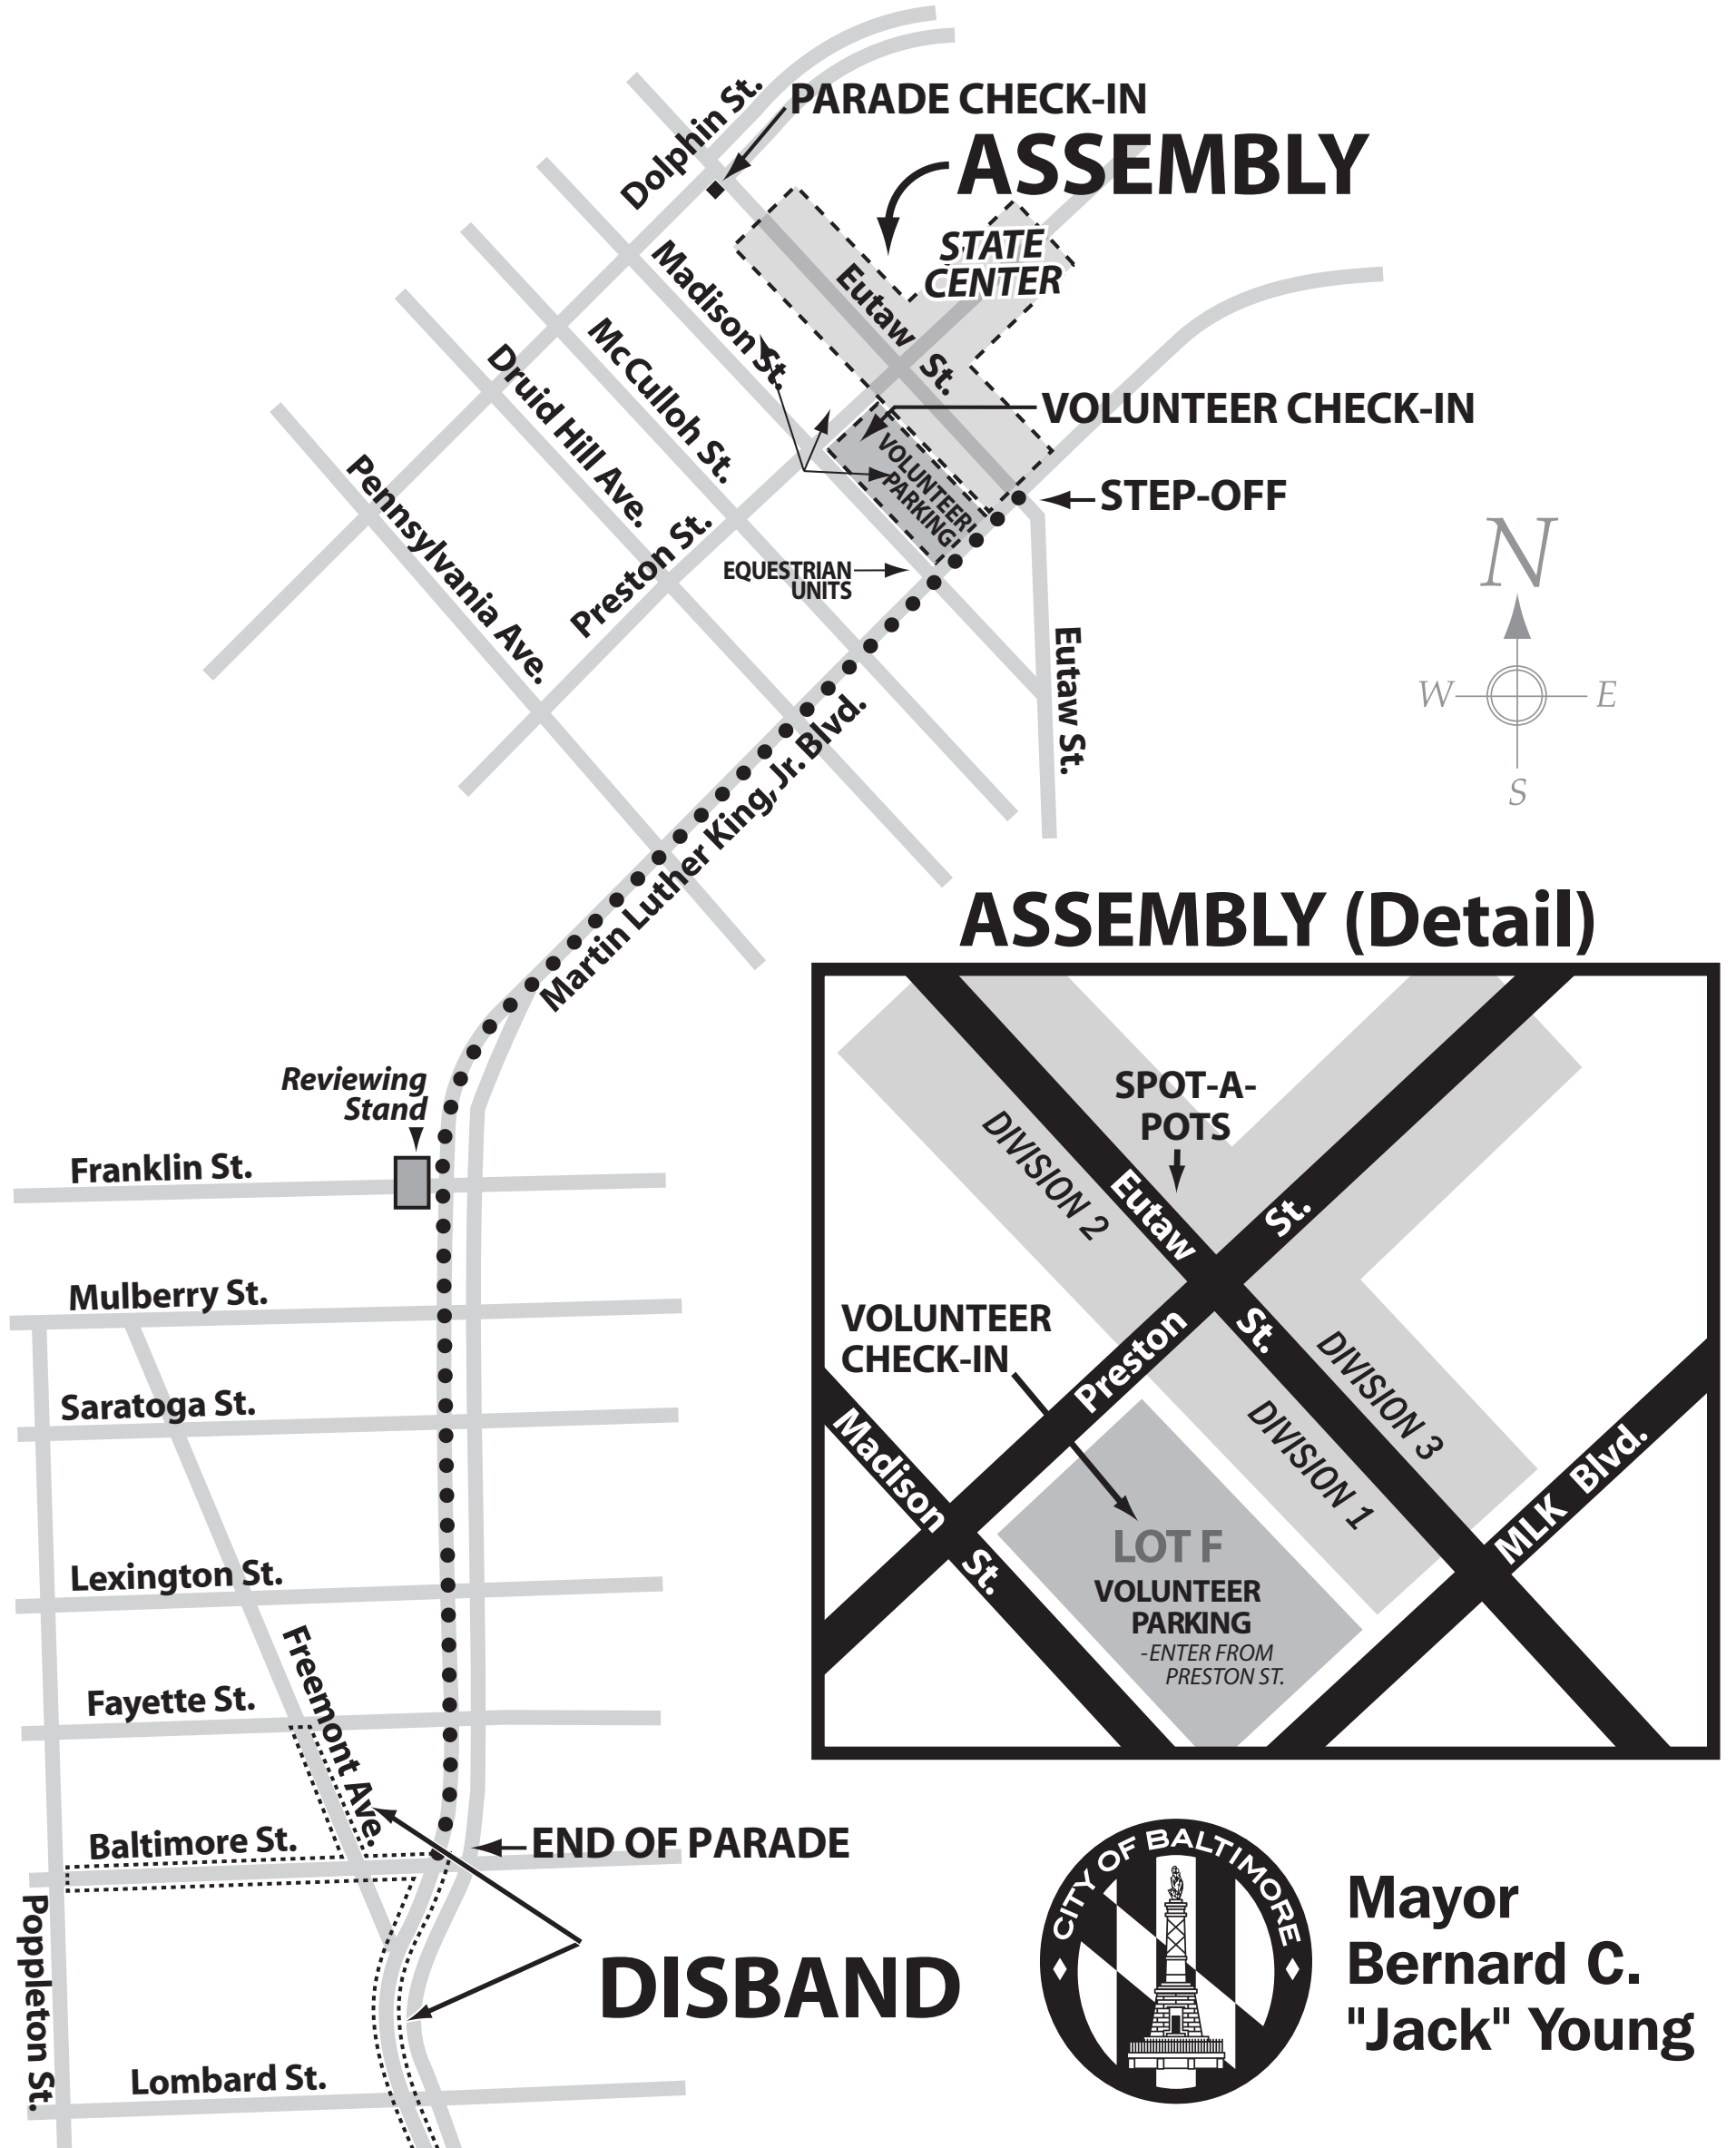 Dolphin St.
PARADE CHECK-IN
ASSEMBLY
STATE
CENTER
Madison St.
Eutaw St.
McCulloh St.
Druid Hill Ave.
VOLUNTEER CHECK-IN
VOLUNTEER
PARKING
STEP-OFF
Pennsylvania Ave.
Preston St.
EQUESTRIAN
UNITS
N
W
E
S
Eutaw St.
Martin Luther King, Jr. Blvd.
Reviewing
Stand
Franklin St.
Mulberry St.
Saratoga St.
Lexington St.
Freemont Ave.
Fayette St.
Baltimore St.
END OF PARADE
Poppleton St.
DISBAND
Lombard St.
ASSEMBLY (Detail)
SPOT-A-
POTS
DIVISION 2
Eutaw St.
Preston St.
VOLUNTEER
CHECK-IN
DIVISION 3
DIVISION 1
Madison St.
MLK Blvd.
LOT F
VOLUNTEER
PARKING
-ENTER FROM
PRESTON ST.
CITY OF BALTIMORE
Mayor
Bernard C.
"Jack" Young